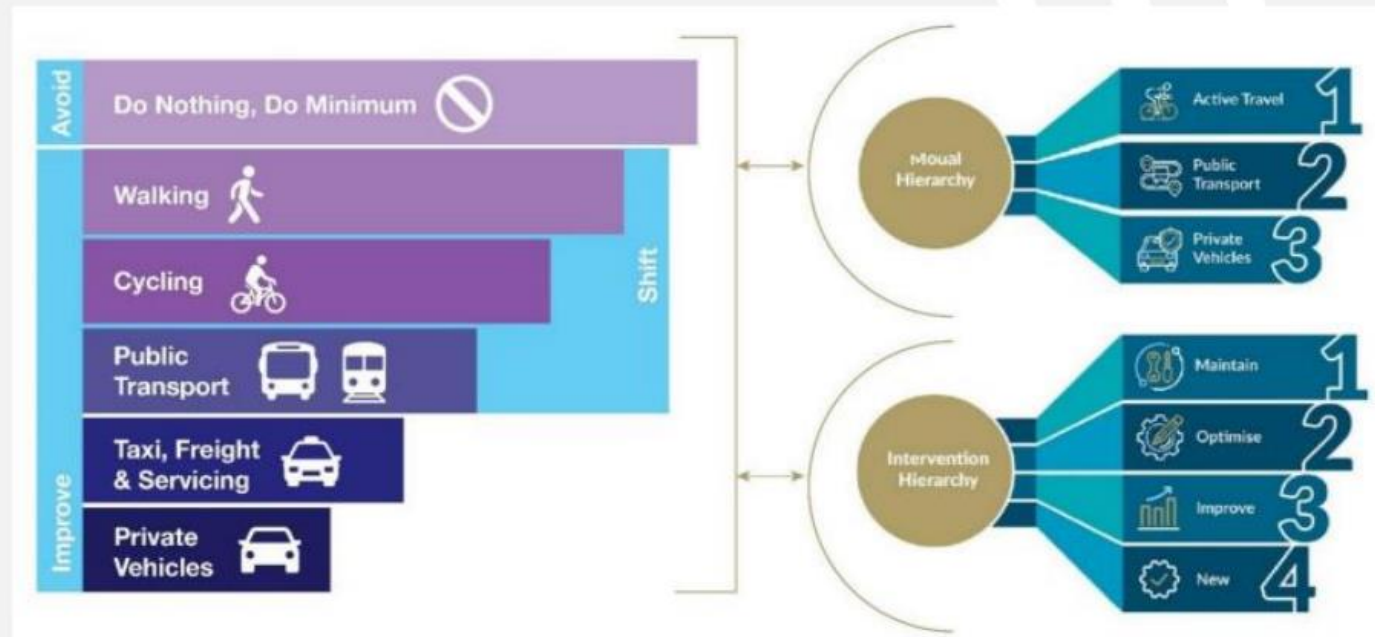 Avoid
Do Nothing, Do Minimum
Walking
Cycling
Public
Transport
Taxi, Freight
& Servicing
Private
Vehicles
Improve
Shift
Moual
Hierarchy
Active Travel
1
Public
Transport
2
Private
Vehicles
3
Intervention
Hierarchy
Maintain
1
Optimise
2
Improve
3
New
4